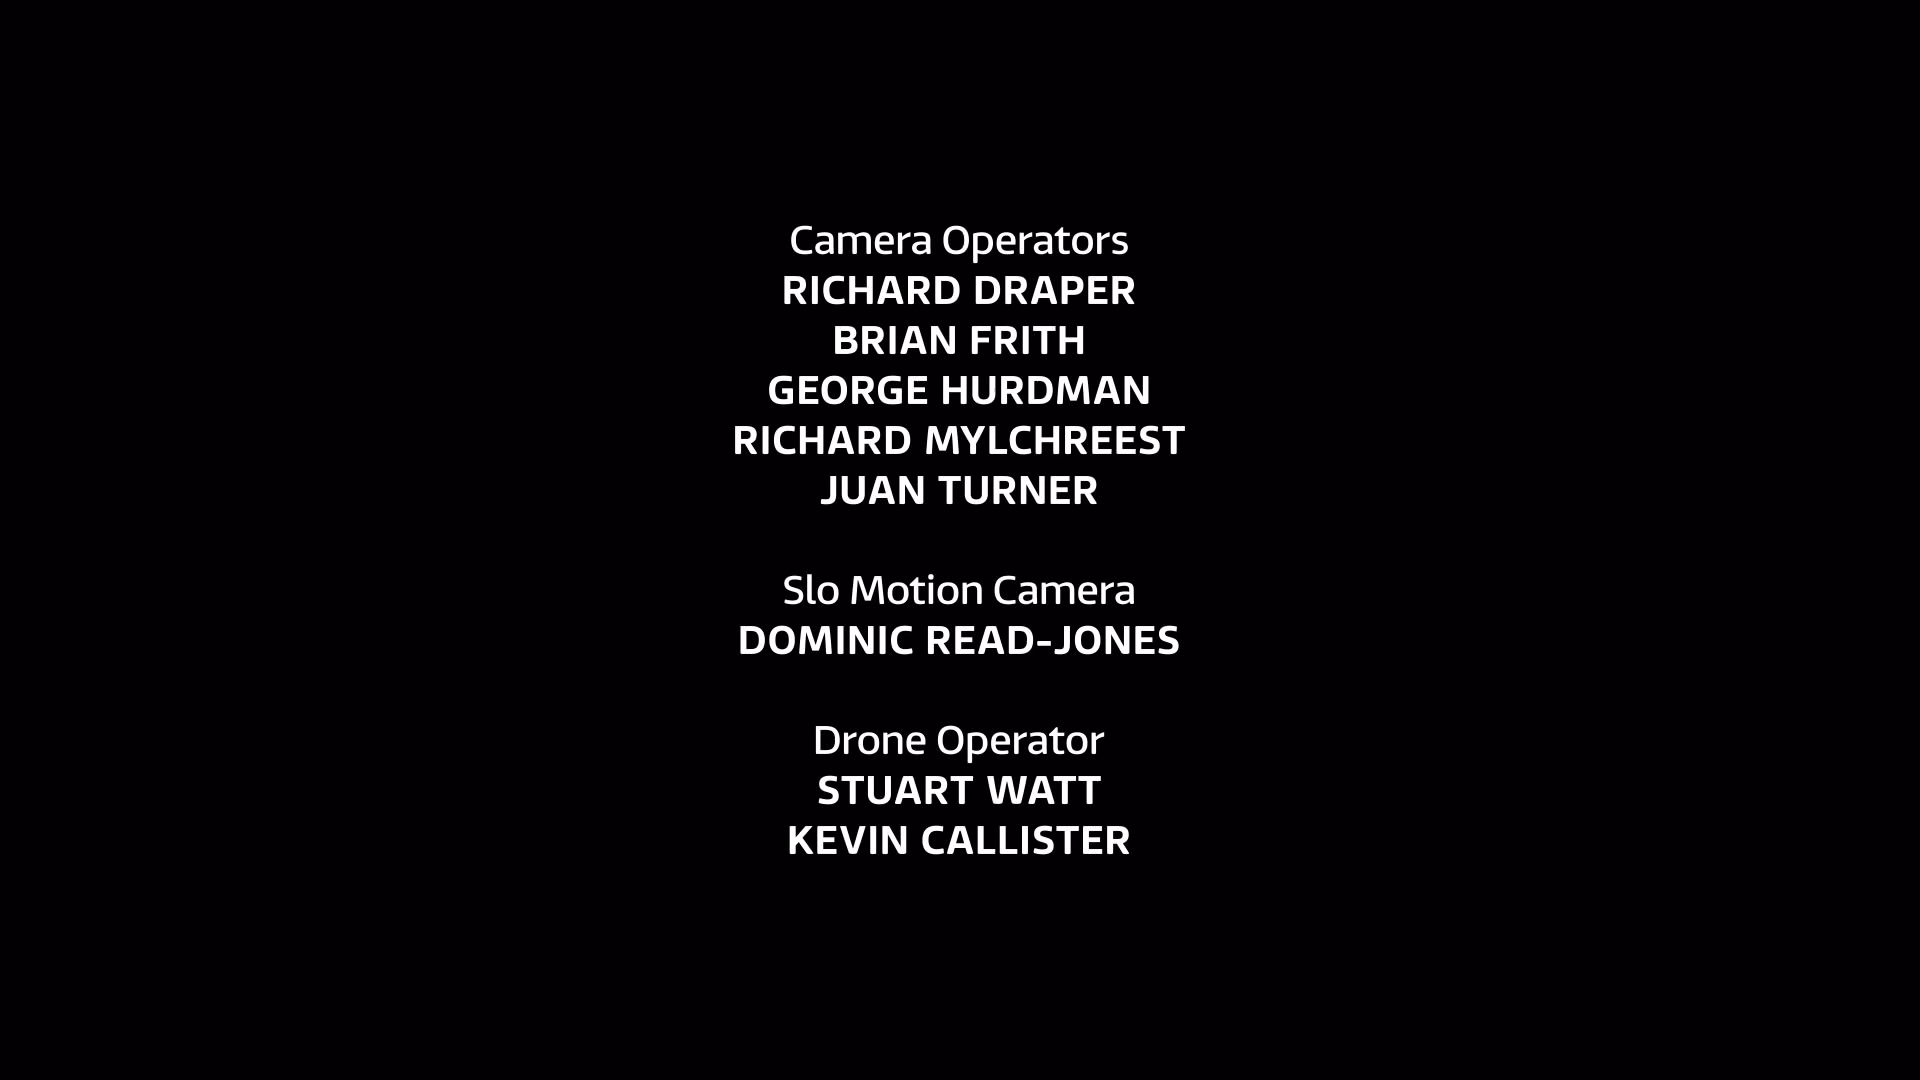 Camera Operators
RICHARD DRAPER
BRIAN FRITH
GEORGE HURDMAN
RICHARD MYLCHREEST
JUAN TURNER
Slo Motion Camera
DOMINIC READ-JONES
Drone Operator
STUART WATT
KEVIN CALLISTER